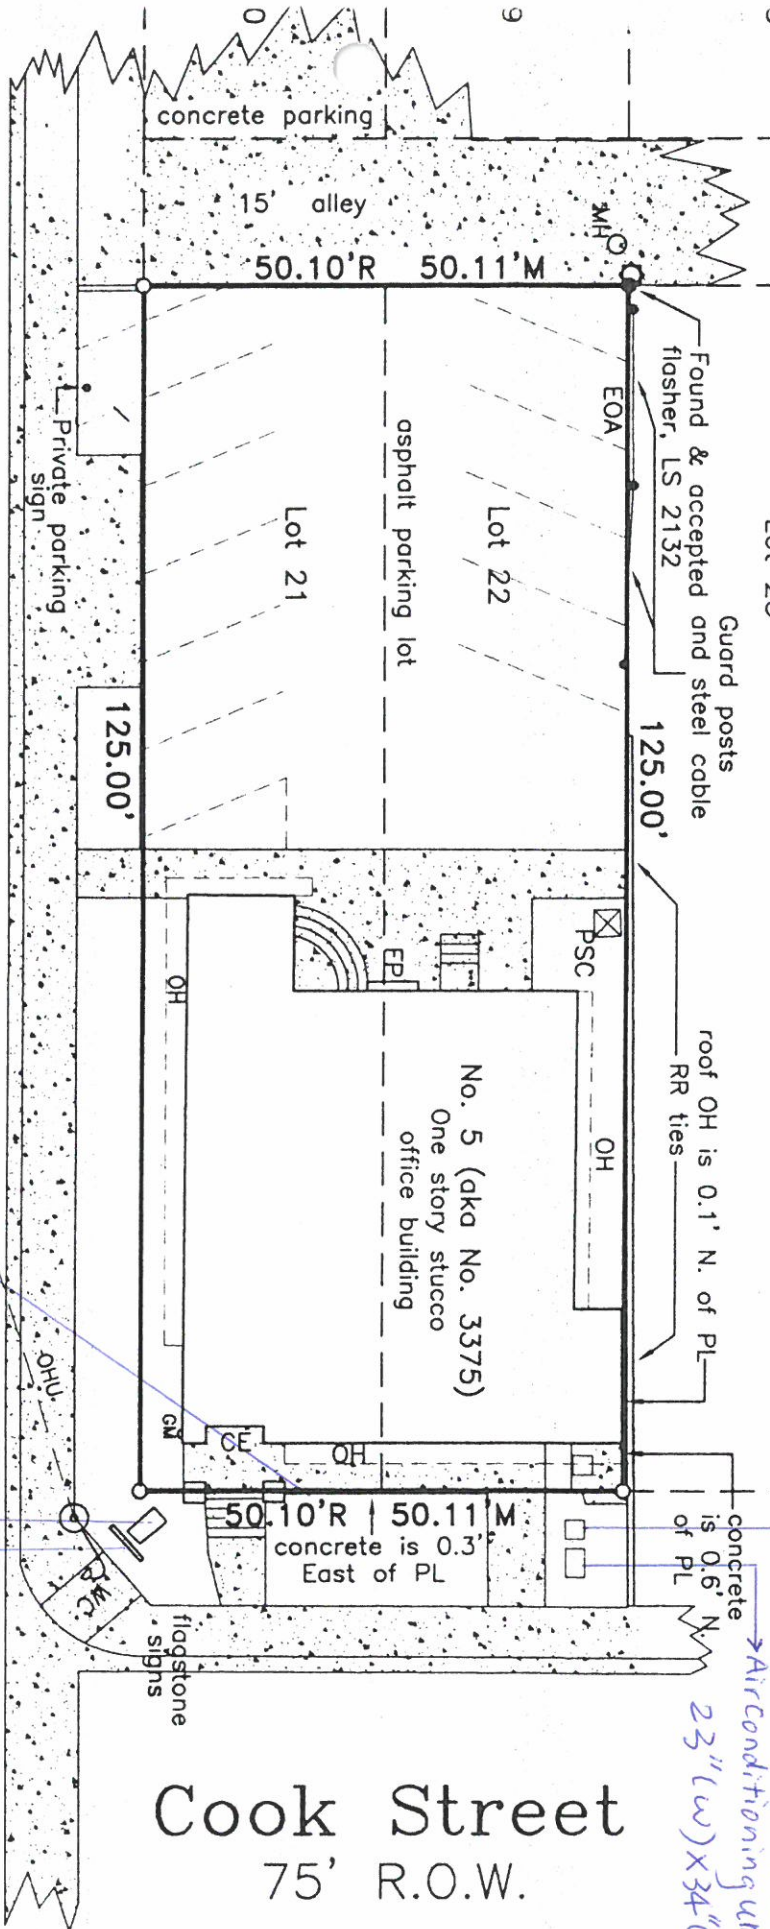 concrete parking
15' alley
MH
50.10'R 50.11'M
Found & accepted
flasher, LS 2132
Guard posts
and steel cable
EOA
asphalt parking lot
Lot 22
Lot 21
Private parking
sign
125.00'
125.00'
PSC
EP
OH
OH
roof OH is 0.1' N. of PL
RR ties
No. 5 (aka No. 3375)
One story stucco
office building
GM
CE
OH
OHU
50.10'R 50.11'M
concrete is 0.3'
East of PL
concrete
is 0.6' N.
of PL
WC
flagstone
signs
Airconditioning
23"(W) X 34"
Cook Street
75' R.O.W.